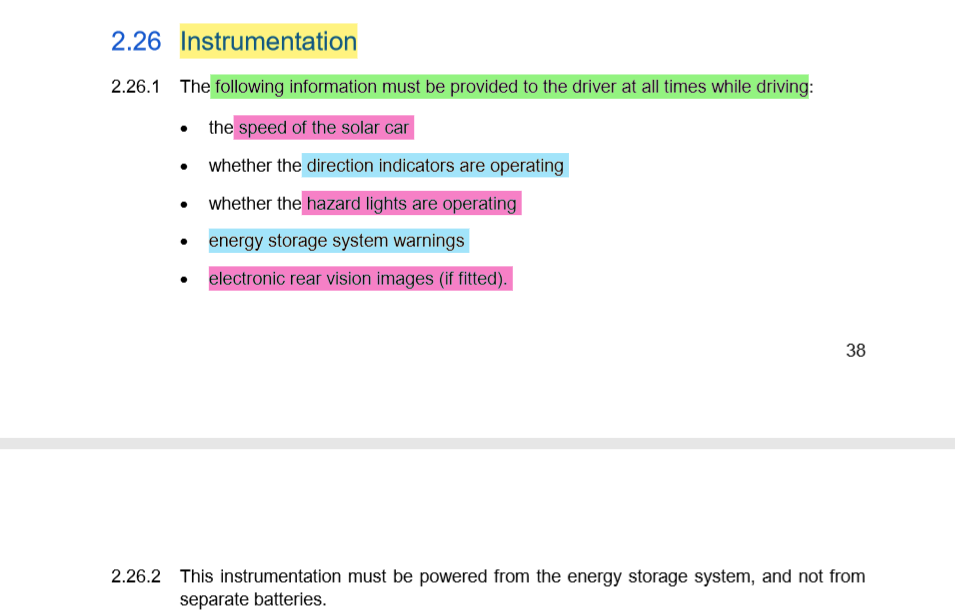 2.26 Instrumentation
2.26.1 The following information must be provided to the driver at all times while driving:
• the speed of the solar car
• whether the direction indicators are operating
• whether the hazard lights are operating
• energy storage system warnings
• electronic rear vision images (if fitted).
38
2.26.2 This instrumentation must be powered from the energy storage system, and not from
separate batteries.